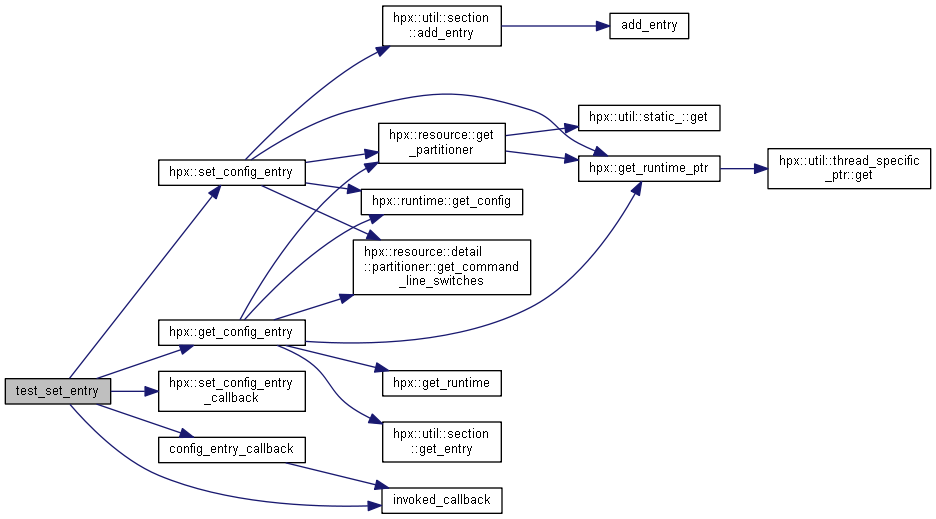 hpx::util::section
::add_entry
add_entry
hpx::util::static_::get
hpx::resource::get
_partitioner
hpx::set_config_entry
hpx::get_runtime_ptr
hpx::util::thread_specific
_ptr::get
hpx::runtime::get_config
hpx::resource::detail
::partitioner::get_command
_line_switches
hpx::get_config_entry
test_set_entry
hpx::set_config_entry
_callback
hpx::get_runtime
hpx::util::section
::get_entry
config_entry_callback
invoked_callback